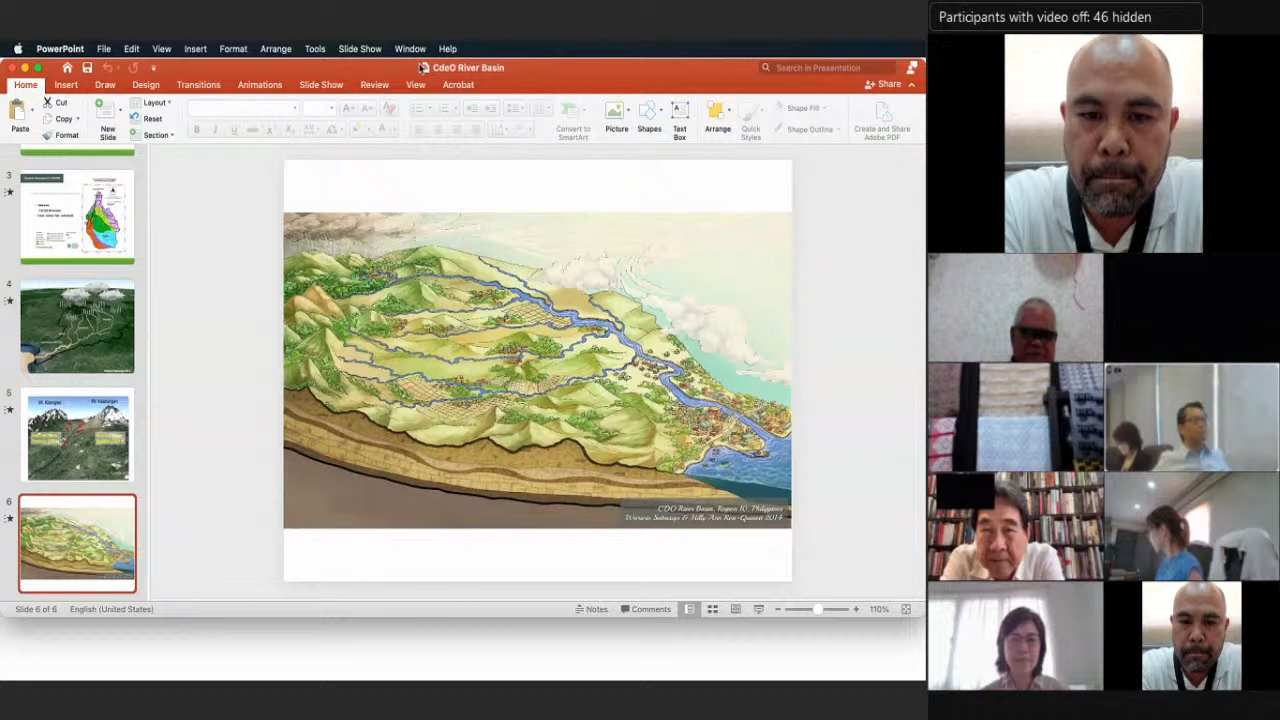 Participants with video off: 46 hidden
PowerPoint File Edit View Insert Format Arrange Tools Slide Show Window Help
CdeO River Basin
Search in Presentation
Home Insert Draw Design Transitions Animations Slide Show Review View Acrobat
Share
Paste
Cut
Copy
Format
New Slide
Layout
Reset
Section
Convert to SmartArt
Picture
Shapes
Text Box
Arrange
Quick Styles
Shape Fill
Shape Outline
Create and Share Adobe PDF
3
4
5
6
CDO River Basin, Region 10, Philippines
2014
Slide 6 of 6
English (United States)
Notes
Comments
110%